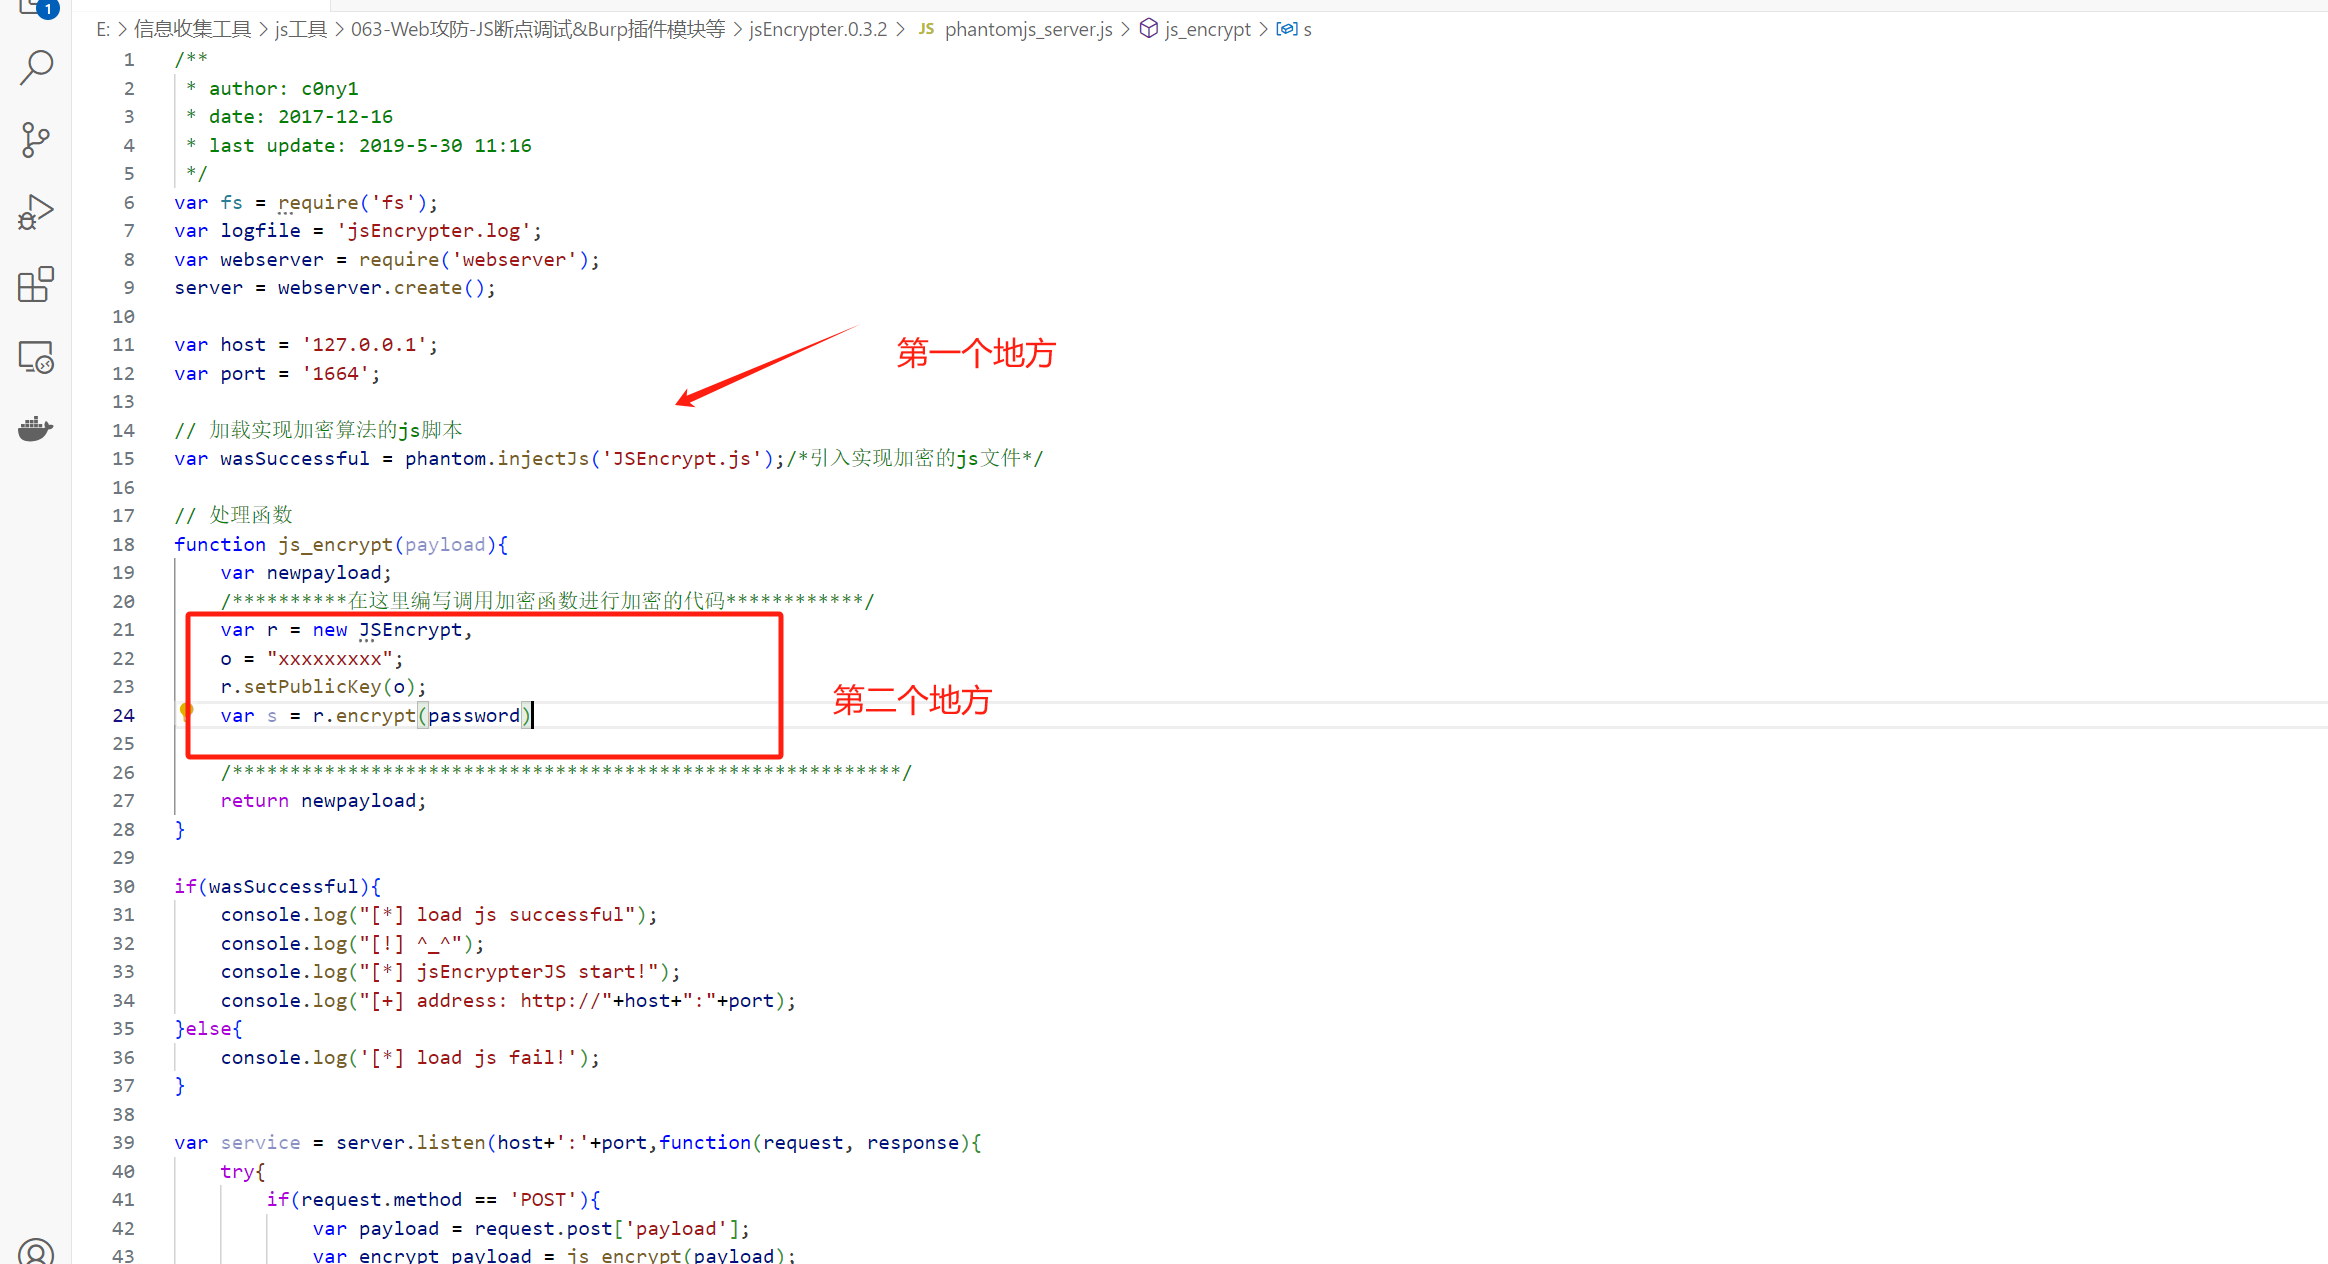 1
E: > 信息收集工具 > js工具 > 063-Web攻防-JS断点调试&Burp插件模块等 > jsEncrypter.0.3.2 > JS phantomjs_server.js > js_encrypt > s
1 /**
2 * author: c0ny1
3 * date: 2017-12-16
4 * last update: 2019-5-30 11:16
5 */
6 var fs = require('fs');
7 var logfile = 'jsEncrypter.log';
8 var webserver = require('webserver');
9 server = webserver.create();
10
11 var host = '127.0.0.1';
第一个地方
12 var port = '1664';
13
14 // 加载实现加密算法的js脚本
15 var wasSuccessful = phantom.injectJs('JSEncrypt.js');/*引入实现加密的js文件*/
16
17 // 处理函数
18 function js_encrypt(payload){
19 var newpayload;
20 /**********在这里编写调用加密函数进行加密的代码************/
21 var r = new JSEncrypt,
22 o = "xxxxxxxxx";
23 r.setPublicKey(o);
第二个地方
24 var s = r.encrypt(password)
25
26 /**********************************************************/
27 return newpayload;
28 }
29
30 if(wasSuccessful){
31 console.log("[*] load js successful");
32 console.log("[!] ^_^");
33 console.log("[*] jsEncrypterJS start!");
34 console.log("[+] address: http://"+host+":"+port);
35 }else{
36 console.log('[*] load js fail!');
37 }
38
39 var service = server.listen(host+':'+port,function(request, response){
40 try{
41 if(request.method == 'POST'){
42 var payload = request.post['payload'];
43 var encrypt_payload = js_encrypt(payload);